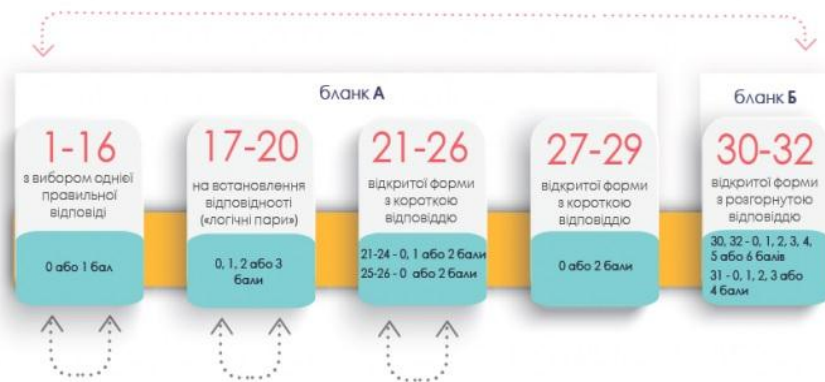 бланк А
бланк Б
1-16
з вибором однієї
правильної
відповіді
0 або 1 бал
17-20
на встановлення
відповідності
(«логічні пари»)
0, 1, 2 або 3
бали
21-26
відкритої форми
з короткою
відповіддю
21-24 - 0, 1 або 2 бали
25-26 - 0 або 2 бали
27-29
відкритої форми
з короткою
відповіддю
0 або 2 бали
30-32
відкритої форми
з розгорнутою
відповіддю
30, 32 - 0, 1, 2, 3, 4,
5 або 6 балів
31 - 0, 1, 2, 3 або
4 бали